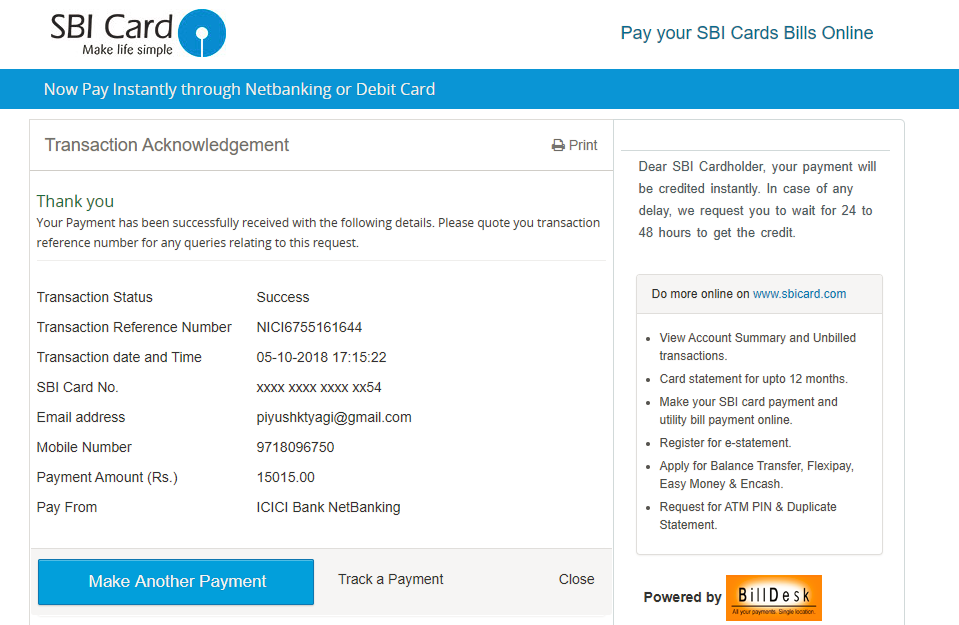 SBI Card
Make life simple
Pay your SBI Cards Bills Online
Now Pay Instantly through Netbanking or Debit Card
Transaction Acknowledgement
Print
Thank you
Your Payment has been successfully received with the following details. Please quote you transaction
reference number for any queries relating to this request.
Transaction Status Success
Transaction Reference Number NICI6755161644
Transaction date and Time 05-10-2018 17:15:22
SBI Card No. xxxx xxxx xxxx xx54
Email address piyushktyagi@gmail.com
Mobile Number 9718096750
Payment Amount (Rs.) 15015.00
Pay From ICICI Bank NetBanking
Make Another Payment
Track a Payment
Close
Dear SBI Cardholder, your payment will
be credited instantly. In case of any
delay, we request you to wait for 24 to
48 hours to get the credit.
Do more online on www.sbicard.com
View Account Summary and Unbilled
transactions.
Card statement for upto 12 months.
Make your SBI card payment and
utility bill payment online.
Register for e-statement.
Apply for Balance Transfer, Flexipay,
Easy Money & Encash.
Request for ATM PIN & Duplicate
Statement.
Powered by
BillDesk
All your payments. Single location.